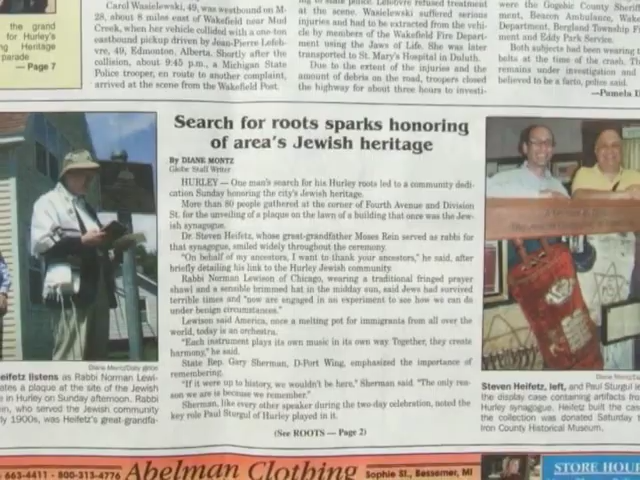 the grand
for Hurley's
ng Heritage
parade
— Page 7
Carol Wasielewski, 49, was westbound on M-
28, about 8 miles east of Wakefield near Mud
Creek, when her vehicle collided with a one-ton
eastbound pickup driven by Jean-Pierre Lefeb-
vre, 49, Edmonton, Alberta. Shortly after the
collision, about 9:45 p.m., a Michigan State
Police trooper, en route to another complaint,
arrived at the scene from the Wakefield Post.
at the scene. Wasielewski suffered serious
injuries and had to be extracted from the vehi-
cle by members of the Wakefield Fire Depart-
ment using the Jaws of Life. She was later
transported to St. Mary's Hospital in Duluth.
Due to the extent of the injuries and the
amount of debris on the road, troopers closed
the highway for about three hours to investi-
were the Gogebic County Sheriff
ment, Beacon Ambulance, Wake
Department, Bergland Township Fi
ment and Eddy Park Service.
Both subjects had been wearing
belts at the time of the crash. Th
remains under investigation and
believed to be a factor, police said.
—Pamela D
Search for roots sparks honoring
of area's Jewish heritage
By DIANE MONTZ
Globe Staff Writer
HURLEY — One man's search for his Hurley roots led to a community dedi-
cation Sunday honoring the city's Jewish heritage.
More than 80 people gathered at the corner of Fourth Avenue and Division
St. for the unveiling of a plaque on the lawn of a building that once was the Jew-
ish synagogue.
Dr. Steven Heifetz, whose great-grandfather Moses Rein served as rabbi for
that synagogue, smiled widely throughout the ceremony.
"On behalf of my ancestors, I want to thank your ancestors," he said, after
briefly detailing his link to the Hurley Jewish community.
Rabbi Norman Lewison of Chicago, wearing a traditional fringed prayer
shawl and a sensible brimmed hat in the midday sun, said Jews had survived
terrible times and "now are engaged in an experiment to see how we can do
under benign circumstances."
Lewison said America, once a melting pot for immigrants from all over the
world, today is an orchestra.
"Each instrument plays its own music in its own way. Together, they create
harmony," he said.
State Rep. Gary Sherman, D-Port Wing, emphasized the importance of
remembering.
"If it were up to history, we wouldn't be here," Sherman said. "The only rea-
son we are is because we remember."
Sherman, like every other speaker during the two-day celebration, noted the
key role Paul Sturgul of Hurley played in it.
(See ROOTS — Page 2)
Diane Montz/Daily Globe
eifetz listens as Rabbi Norman Lewi-
ates a plaque at the site of the Jewish
e in Hurley on Sunday afternoon. Rabbi
in, who served the Jewish community
ly 1900s, was Heifetz's great-grandfa-
Diane Montz/Da
Steven Heifetz, left, and Paul Sturgul
the display case containing artifacts fro
Hurley synagogue. Heifetz built the cas
the collection was donated Saturday t
Iron County Historical Museum.
663-4411 - 800-313-4776 Abelman Clothing Sophie St., Bessemer, MI
STORE HOU